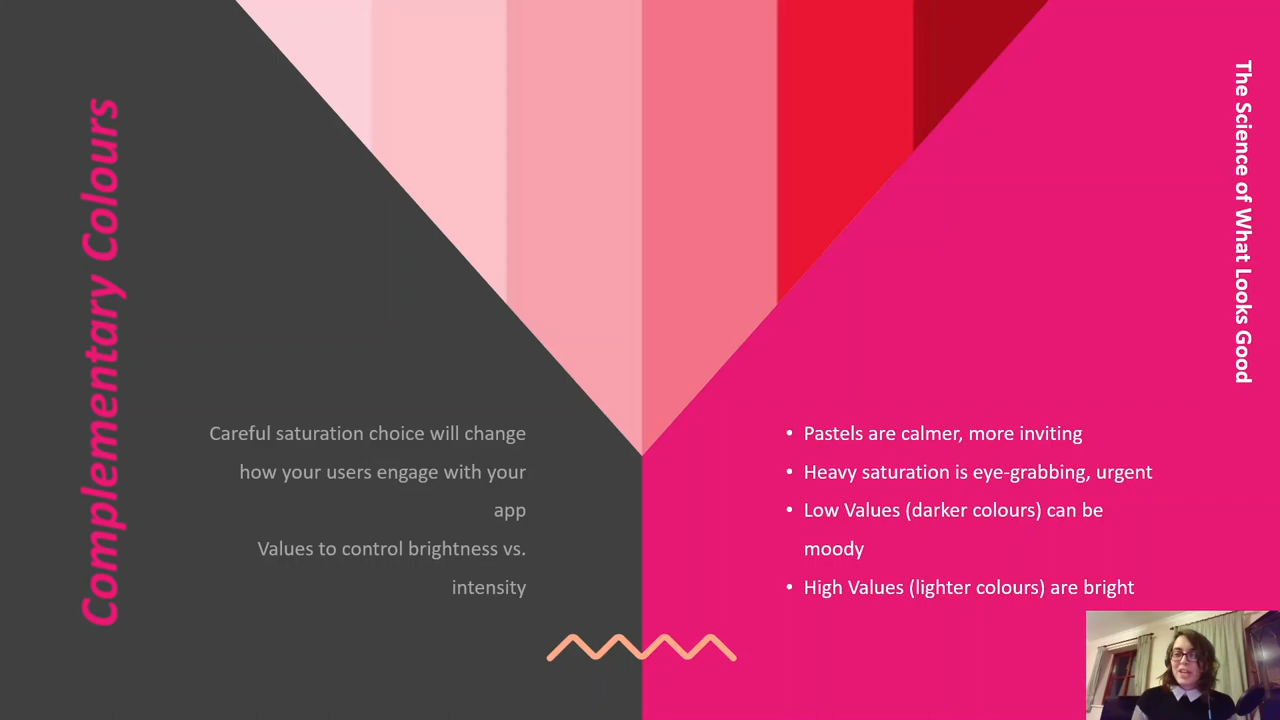 Complementary Colours
The Science of What Looks Good
Careful saturation choice will change
how your users engage with your
app
Values to control brightness vs.
intensity
• Pastels are calmer, more inviting
• Heavy saturation is eye-grabbing, urgent
• Low Values (darker colours) can be
moody
• High Values (lighter colours) are bright